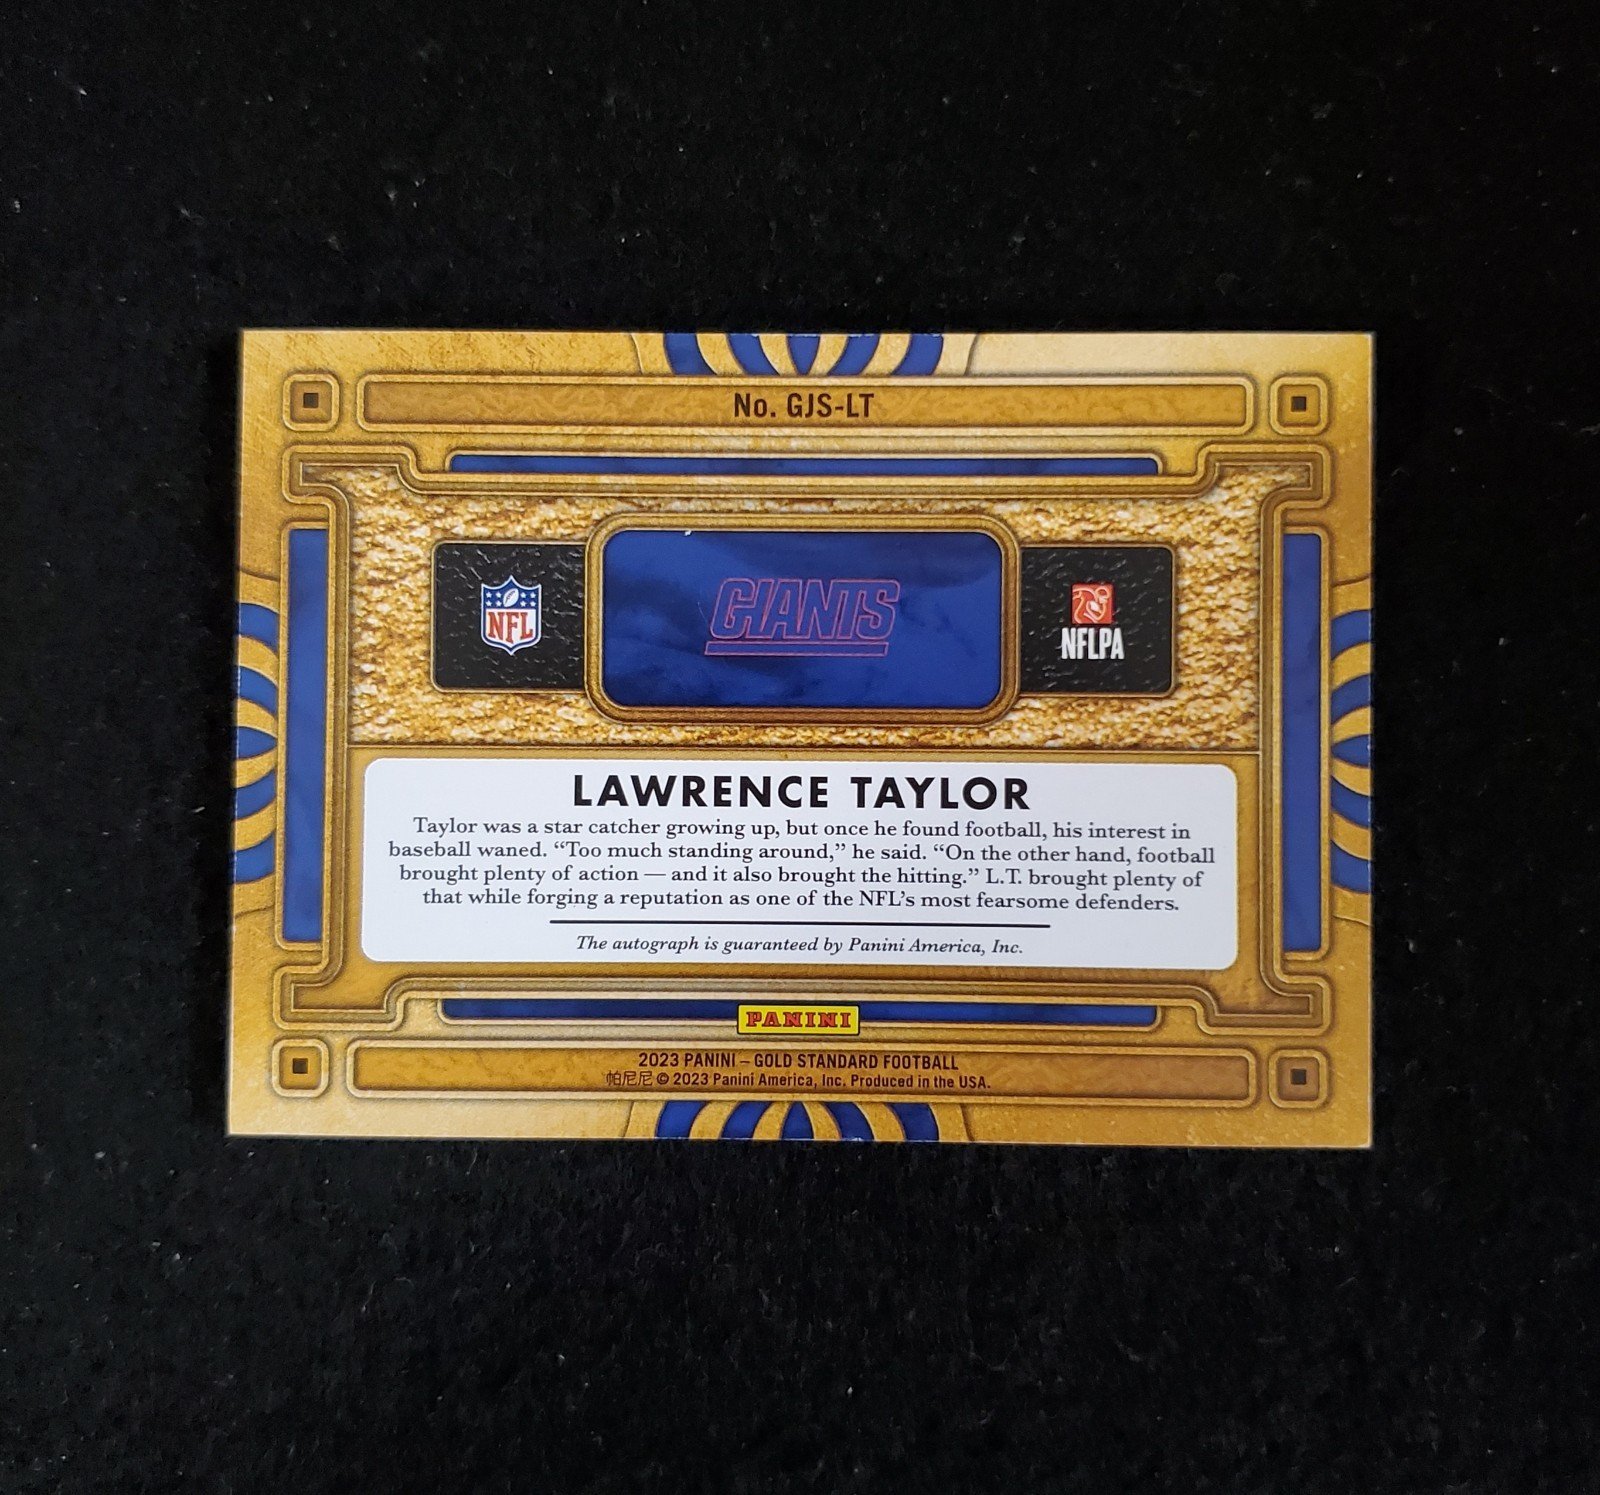 No. GJS-LT
NFL
GIANTS
NFLPA
LAWRENCE TAYLOR
Taylor was a star catcher growing up, but once he found football, his interest in
baseball waned. “Too much standing around,” he said. “On the other hand, football
brought plenty of action — and it also brought the hitting.” L.T. brought plenty of
that while forging a reputation as one of the NFL’s most fearsome defenders.
The autograph is guaranteed by Panini America, Inc.
PANINI
2023 PANINI – GOLD STANDARD FOOTBALL
帕尼尼 © 2023 Panini America, Inc. Produced in the USA.